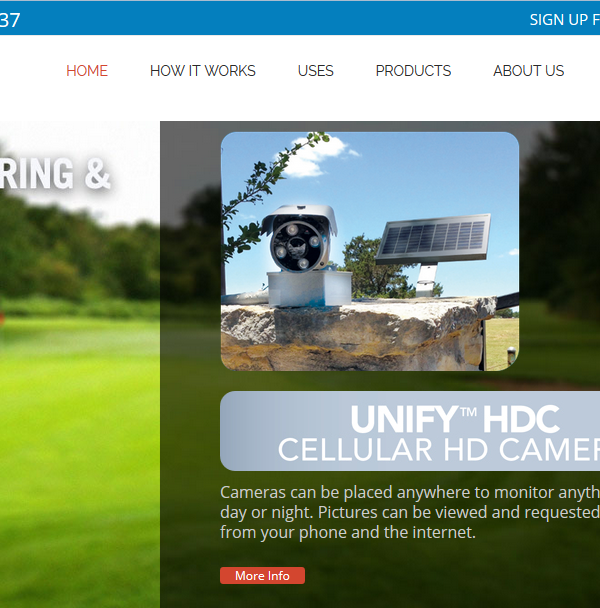 37
SIGN UP F
HOME HOW IT WORKS USES PRODUCTS ABOUT US
RING &
UNIFY™ HDC
CELLULAR HD CAMER
Cameras can be placed anywhere to monitor anyth
day or night. Pictures can be viewed and requested
from your phone and the internet.
More Info